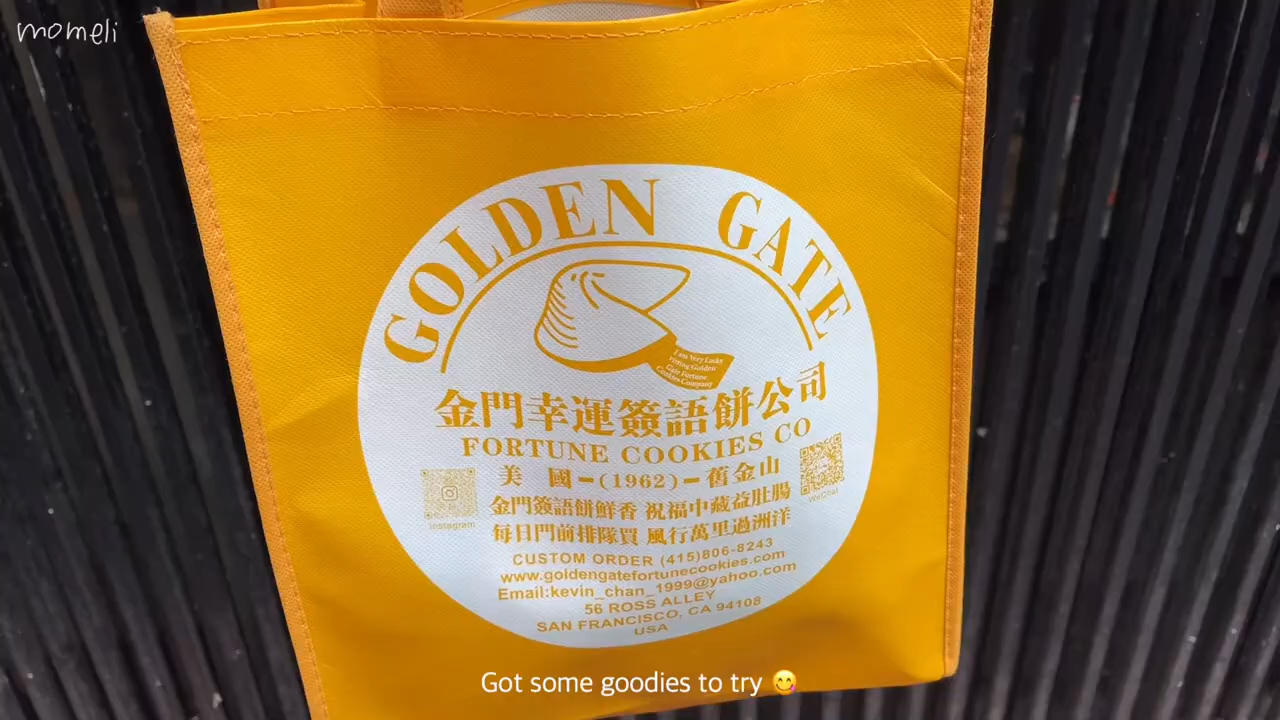 momeli
GOLDEN GATE
I am Very Lucky
Visiting Golden
Gate Fortune
Cookies Company
金門幸運簽語餅公司
FORTUNE COOKIES CO
美 國-(1962)-舊金山
金門簽語餅鮮香 祝福中藏益肚腸
每日門前排隊買 風行萬里過洲洋
Instagram
WeChat
CUSTOM ORDER (415)806-8243
www.goldengatefortunecookies.com
Email:kevin_chan_1999@yahoo.com
56 ROSS ALLEY
SAN FRANCISCO, CA 94108
USA
Got some goodies to try 😋